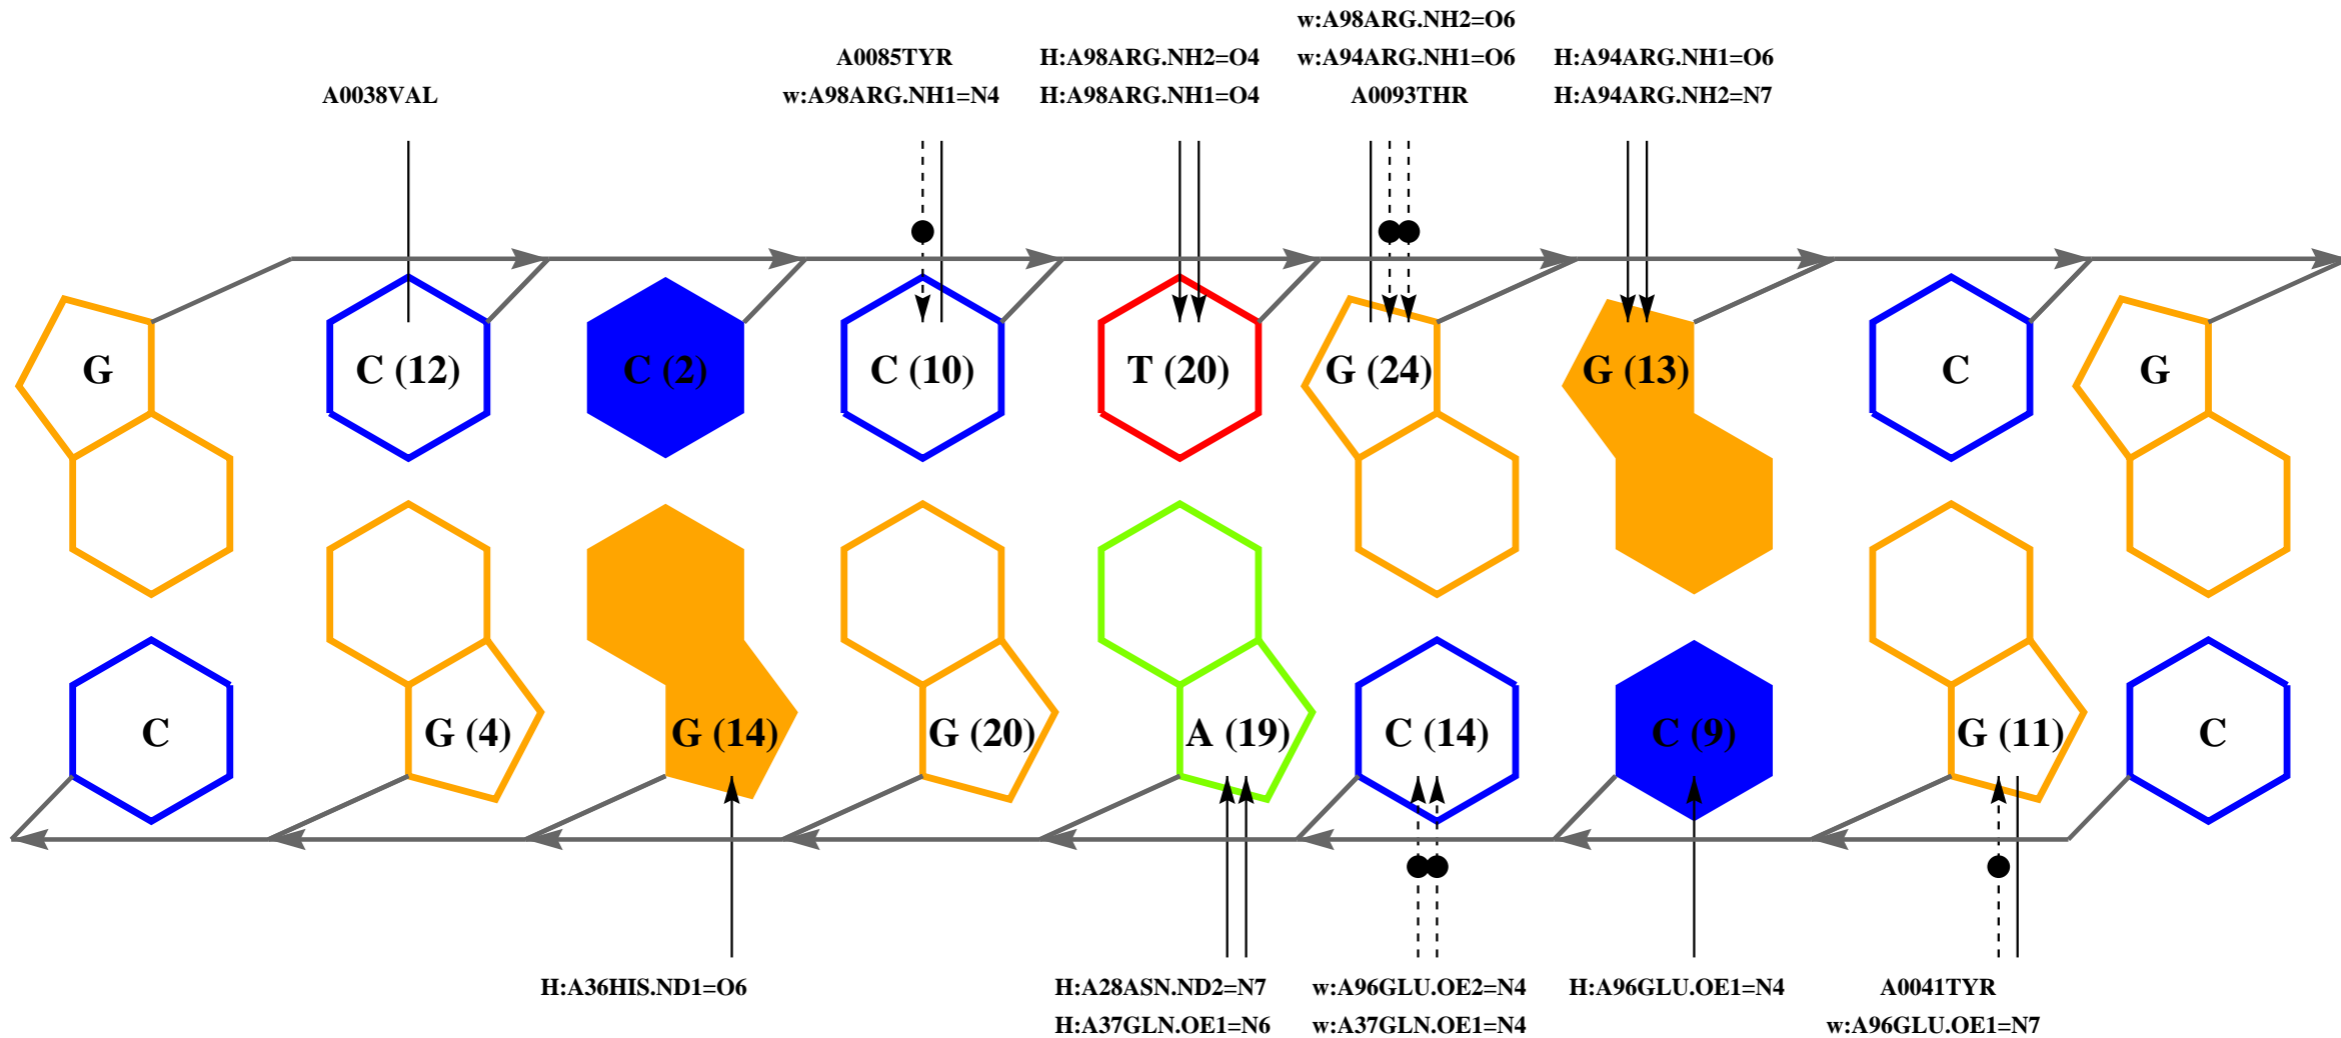 w:A98ARG.NH2=O6
A0085TYR H:A98ARG.NH2=O4 w:A94ARG.NH1=O6 H:A94ARG.NH1=O6
A0038VAL w:A98ARG.NH1=N4 H:A98ARG.NH1=O4 A0093THR H:A94ARG.NH2=N7
G C (12) C (2) C (10) T (20) G (24) G (13) C G
C G (4) G (14) G (20) A (19) C (14) C (9) G (11) C
H:A36HIS.ND1=O6 H:A28ASN.ND2=N7 w:A96GLU.OE2=N4 H:A96GLU.OE1=N4 A0041TYR
H:A37GLN.OE1=N6 w:A37GLN.OE1=N4 w:A96GLU.OE1=N7